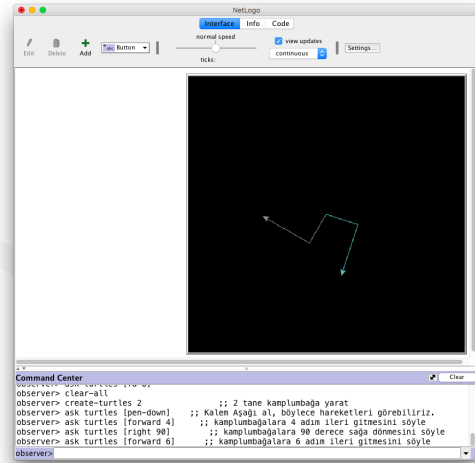 NetLogo
Interface Info Code
Edit Delete Add abc Button normal speed view updates
ticks: continuous Settings...
Command Center Clear
observer> clear-all
observer> create-turtles 2 ;; 2 tane kamplumbağa yarat
observer> ask turtles [pen-down] ;; Kalem Aşağı al, böylece hareketleri görebiliriz.
observer> ask turtles [forward 4] ;; kamplumbağalara 4 adım ileri gitmesini söyle
observer> ask turtles [right 90] ;; kamplumbağalara 90 derece sağa dönmesini söyle
observer> ask turtles [forward 6] ;; kamplumbağalara 6 adım ileri gitmesini söyle
observer>